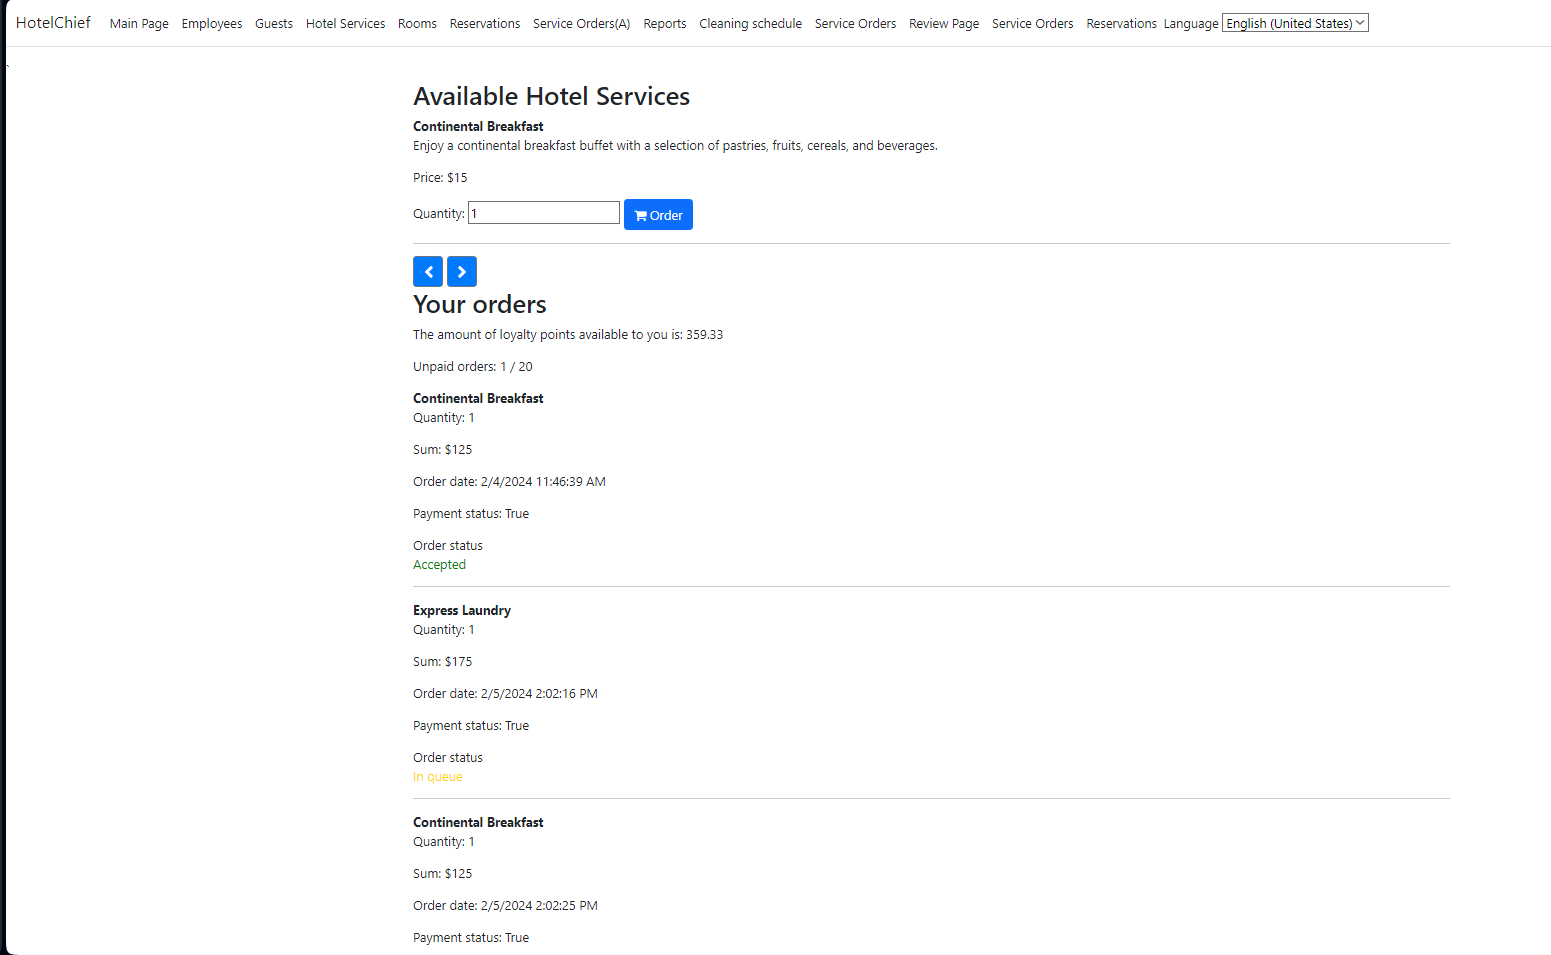 HotelChief Main Page Employees Guests Hotel Services Rooms Reservations Service Orders(A) Reports Cleaning schedule Service Orders Review Page Service Orders Reservations Language English (United States)
`
Available Hotel Services
Continental Breakfast
Enjoy a continental breakfast buffet with a selection of pastries, fruits, cereals, and beverages.
Price: $15
Quantity: 1 Order
Your orders
The amount of loyalty points available to you is: 359.33
Unpaid orders: 1 / 20
Continental Breakfast
Quantity: 1
Sum: $125
Order date: 2/4/2024 11:46:39 AM
Payment status: True
Order status
Accepted
Express Laundry
Quantity: 1
Sum: $175
Order date: 2/5/2024 2:02:16 PM
Payment status: True
Order status
In queue
Continental Breakfast
Quantity: 1
Sum: $125
Order date: 2/5/2024 2:02:25 PM
Payment status: True